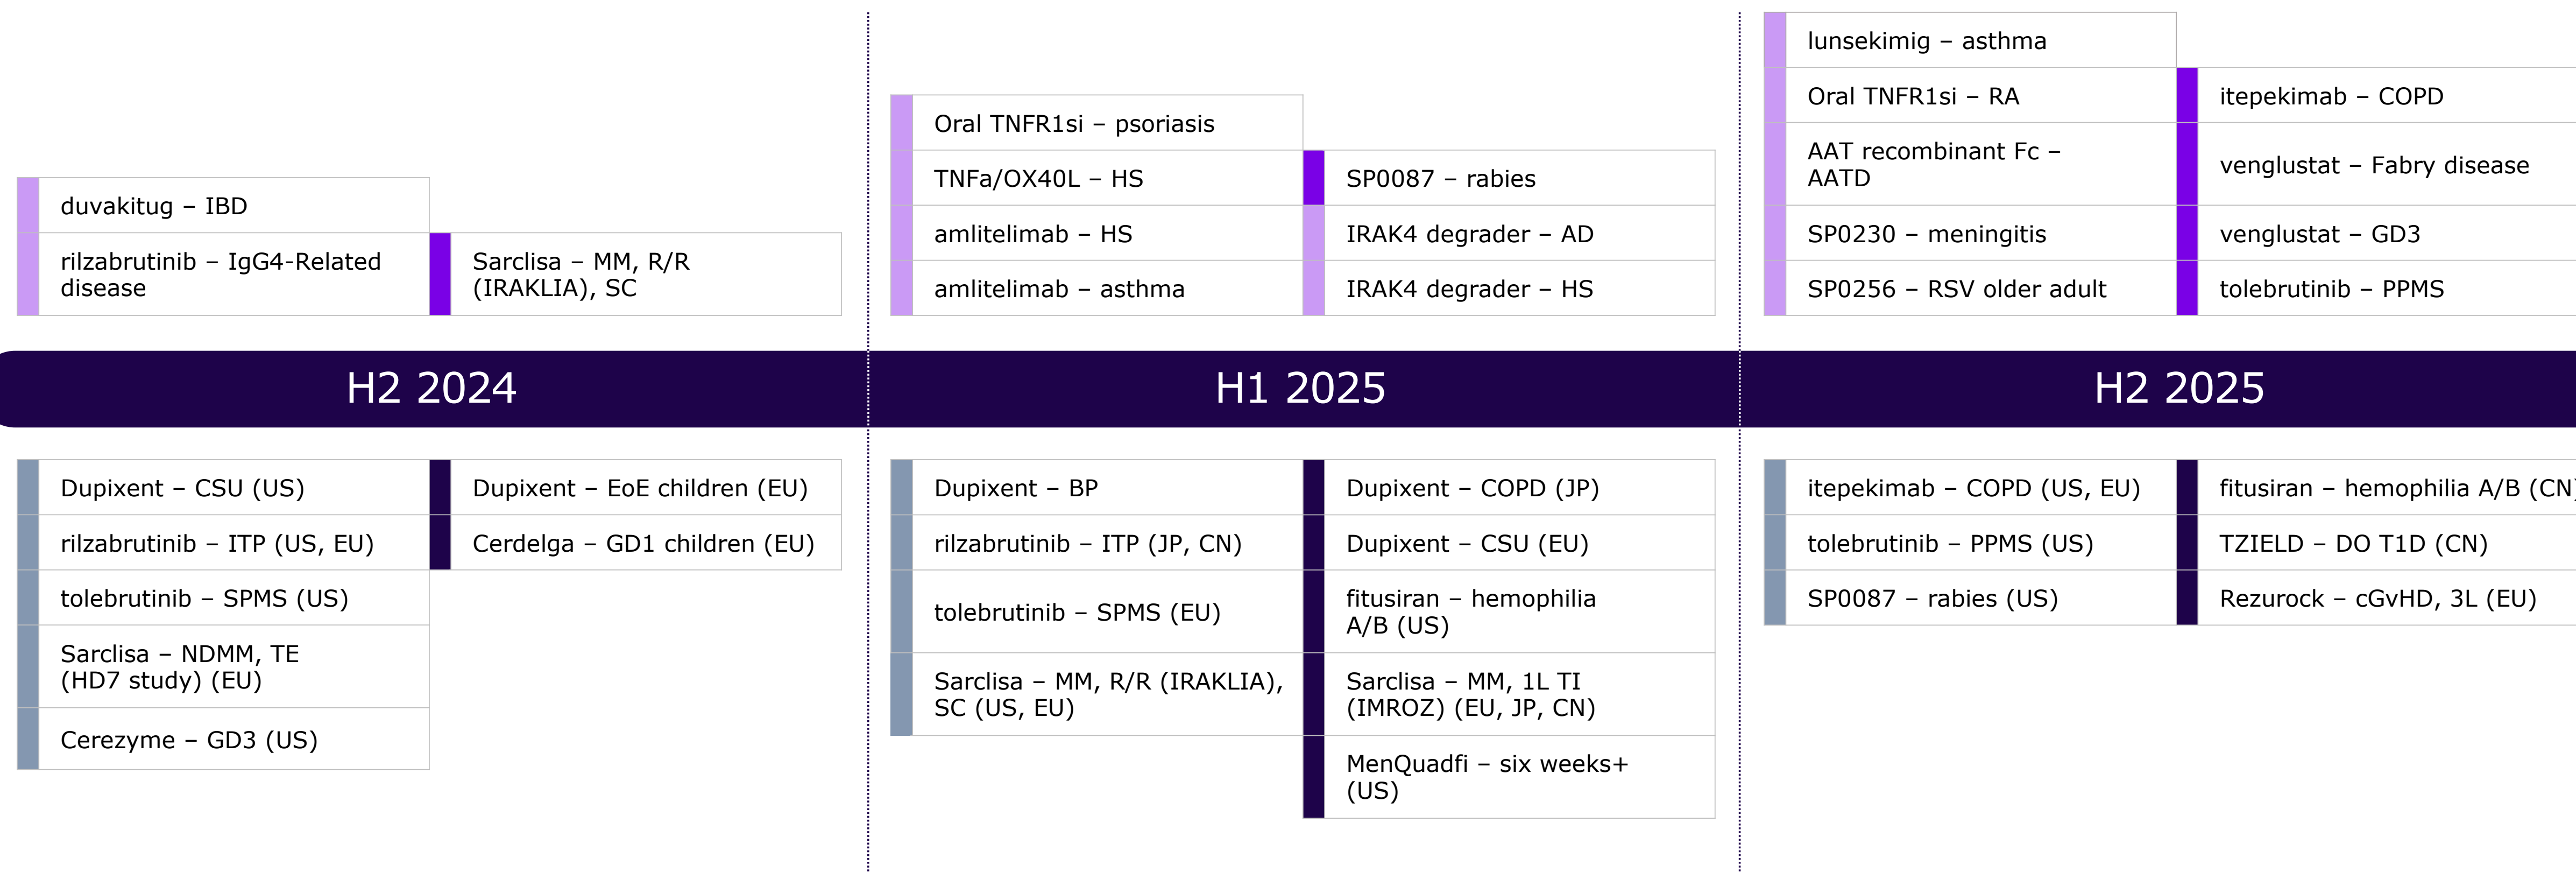 duvakitug – IBD
rilzabrutinib – IgG4-Related
disease
Sarclisa – MM, R/R
(IRAKLIA), SC
Oral TNFR1si – psoriasis
TNFa/OX40L – HS
amlitelimab – HS
amlitelimab – asthma
SP0087 – rabies
IRAK4 degrader – AD
IRAK4 degrader – HS
lunsekimig – asthma
Oral TNFR1si – RA
AAT recombinant Fc –
AATD
SP0230 – meningitis
SP0256 – RSV older adult
itepekimab – COPD
venglustat – Fabry disease
venglustat – GD3
tolebrutinib – PPMS
H2 2024
H1 2025
H2 2025
Dupixent – CSU (US)
rilzabrutinib – ITP (US, EU)
tolebrutinib – SPMS (US)
Sarclisa – NDMM, TE
(HD7 study) (EU)
Cerezyme – GD3 (US)
Dupixent – EoE children (EU)
Cerdelga – GD1 children (EU)
Dupixent – BP
rilzabrutinib – ITP (JP, CN)
tolebrutinib – SPMS (EU)
Sarclisa – MM, R/R (IRAKLIA),
SC (US, EU)
Dupixent – COPD (JP)
Dupixent – CSU (EU)
fitusiran – hemophilia
A/B (US)
Sarclisa – MM, 1L TI
(IMROZ) (EU, JP, CN)
MenQuadfi – six weeks+
(US)
itepekimab – COPD (US, EU)
tolebrutinib – PPMS (US)
SP0087 – rabies (US)
fitusiran – hemophilia A/B (CN)
TZIELD – DO T1D (CN)
Rezurock – cGvHD, 3L (EU)